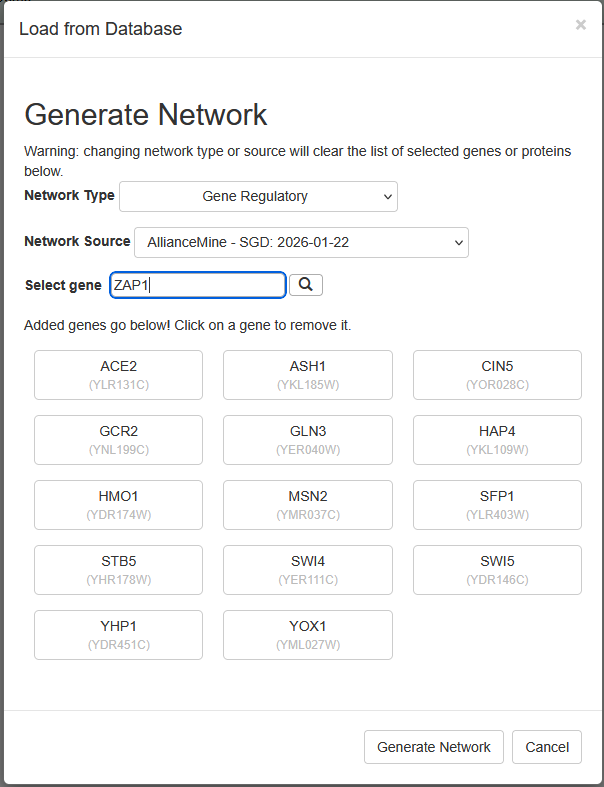 Load from Database
×
Generate Network
Warning: changing network type or source will clear the list of selected genes or proteins
below.
Network Type Gene Regulatory
Network Source AllianceMine - SGD: 2026-01-22
Select gene ZAP1
Added genes go below! Click on a gene to remove it.
ACE2 ASH1 CIN5
(YLR131C) (YKL185W) (YOR028C)
GCR2 GLN3 HAP4
(YNL199C) (YER040W) (YKL109W)
HMO1 MSN2 SFP1
(YDR174W) (YMR037C) (YLR403W)
STB5 SWI4 SWI5
(YHR178W) (YER111C) (YDR146C)
YHP1 YOX1
(YDR451C) (YML027W)
Generate Network Cancel